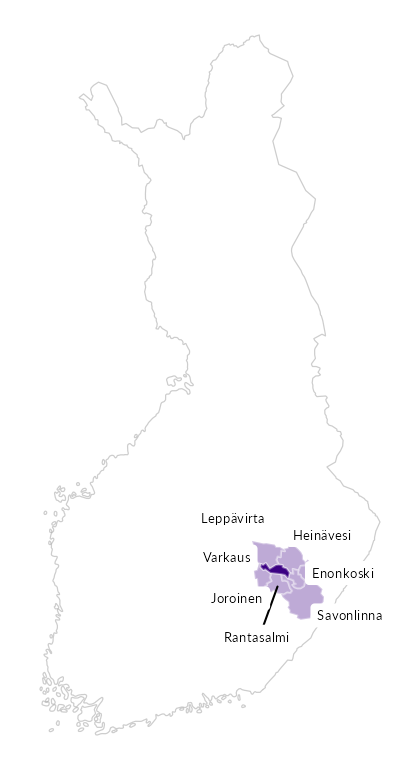 Leppävirta
Heinävesi
Varkaus
Enonkoski
Joroinen
Savonlinna
Rantasalmi